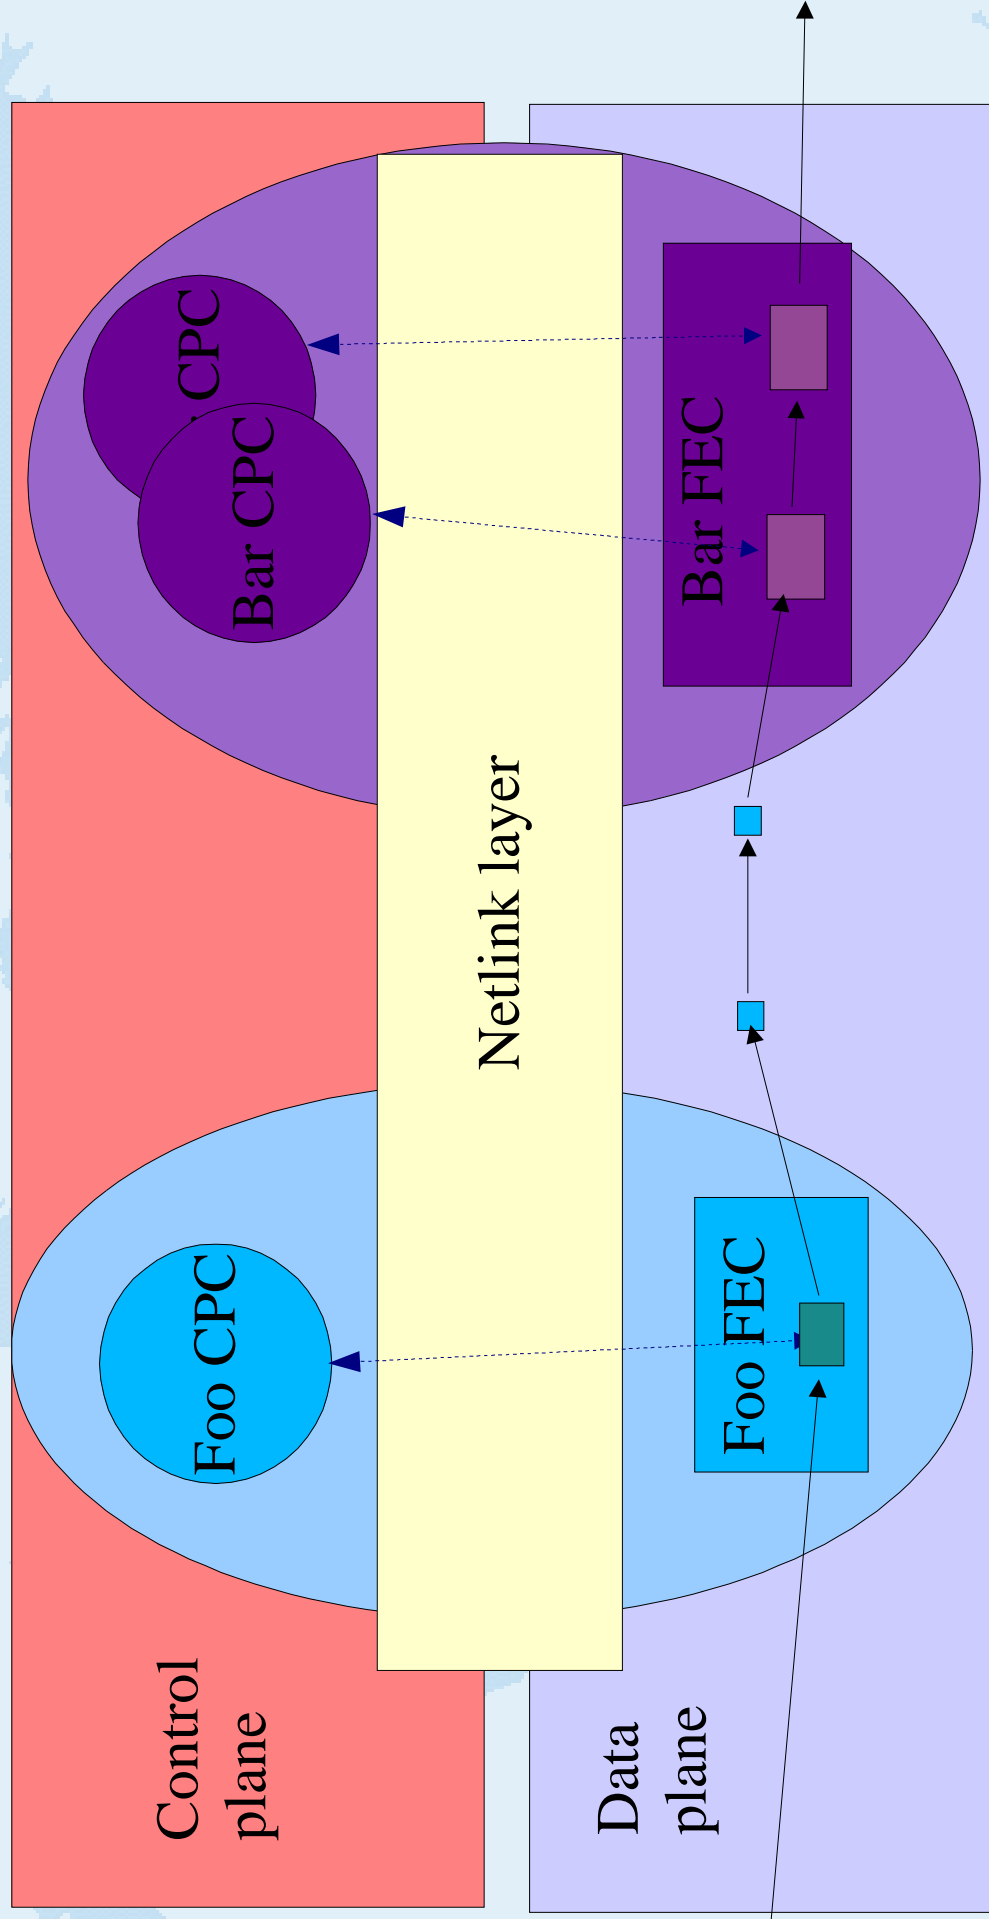 Control
plane
Foo CPC
CPC
Bar CPC
Netlink layer
Data
plane
Foo FEC
Bar FEC